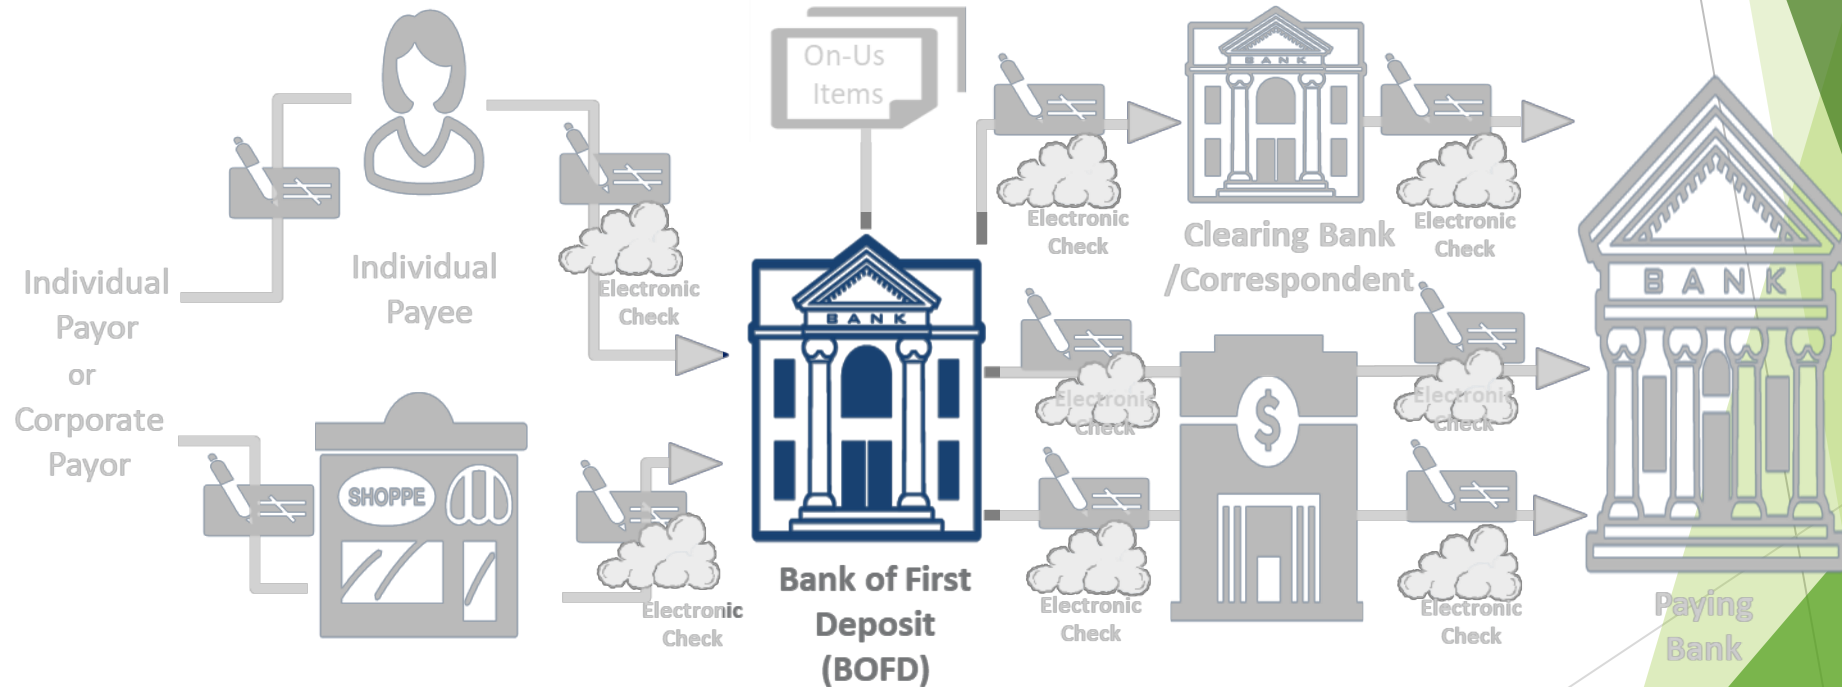 Individual
Payor
or
Corporate
Payor
Individual
Payee
Electronic
Check
SHOPPE
Electronic
Check
On-Us
Items
BANK
Bank of First
Deposit
(BOFD)
Electronic
Check
BANK
Clearing Bank
/Correspondent
Electronic
Check
Electronic
Check
$
Electronic
Check
Electronic
Check
Electronic
Check
BANK
Paying
Bank